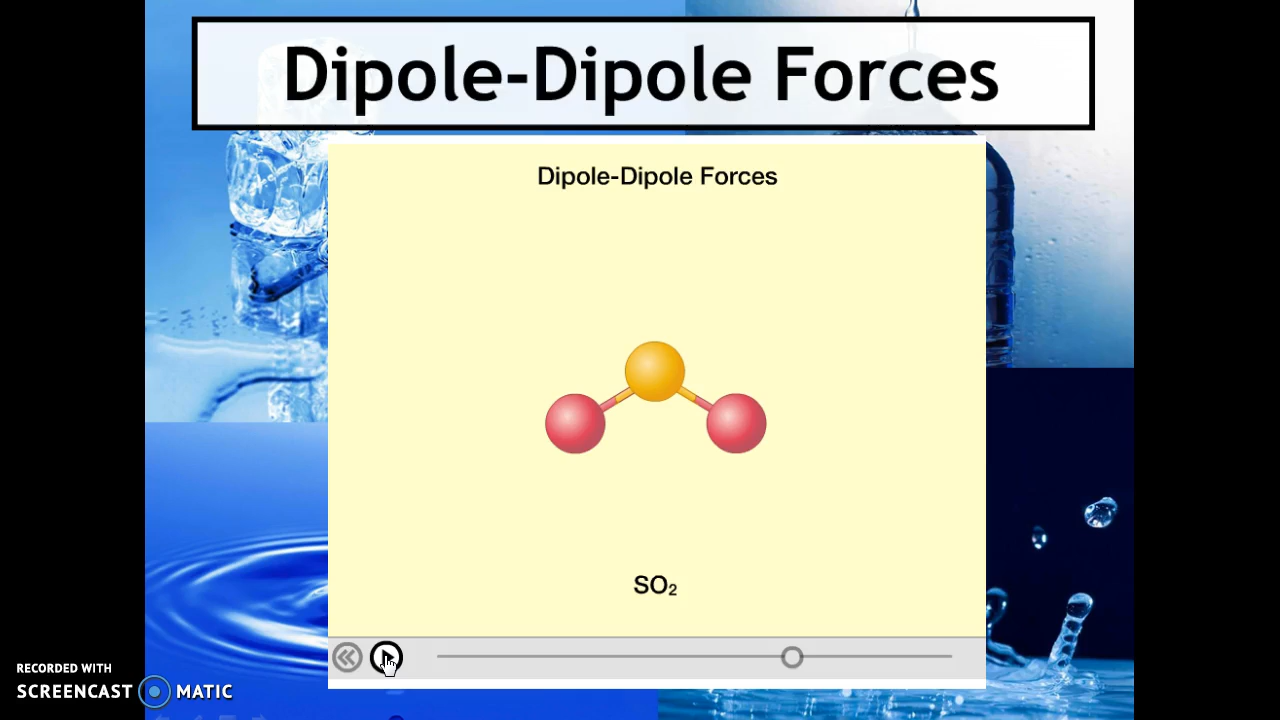 Dipole-Dipole Forces
Dipole-Dipole Forces
SO₂
RECORDED WITH
SCREENCAST MATIC